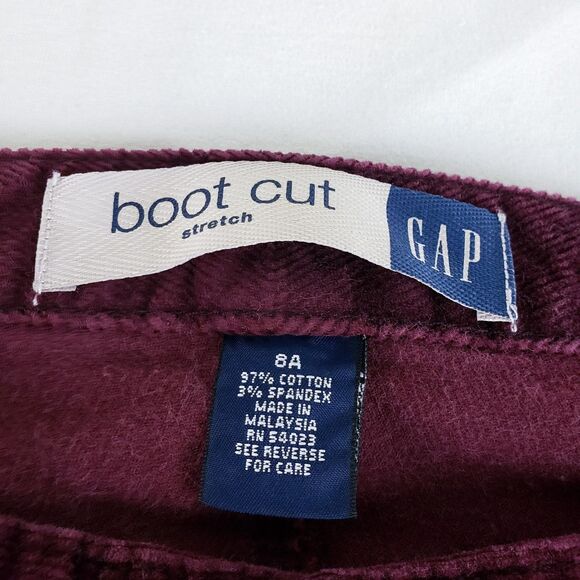 boot cut
stretch
GAP
8A
97% COTTON
3% SPANDEX
MADE IN
MALAYSIA
RN 54023
SEE REVERSE
FOR CARE